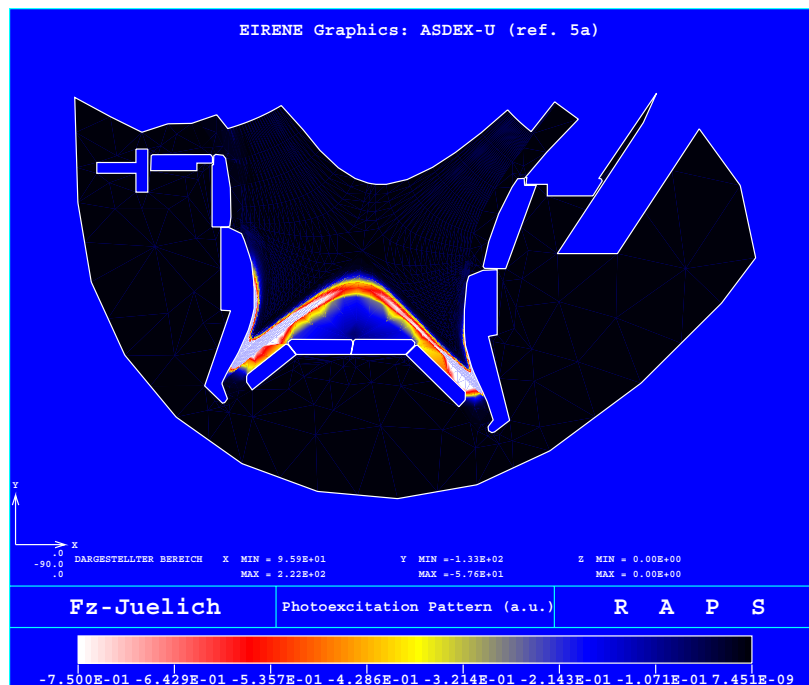 EIRENE Graphics: ASDEX-U (ref. 5a)
Y
X
.0
-90.0
.0
DARGESTELLTER BEREICH X MIN = 9.59E+01 Y MIN =-1.33E+02 Z MIN = 0.00E+00
MAX = 2.22E+02 MAX =-5.76E+01 MAX = 0.00E+00
Fz-Juelich Photoexcitation Pattern (a.u.) R A P S
-7.500E-01 -6.429E-01 -5.357E-01 -4.286E-01 -3.214E-01 -2.143E-01 -1.071E-01 7.451E-09